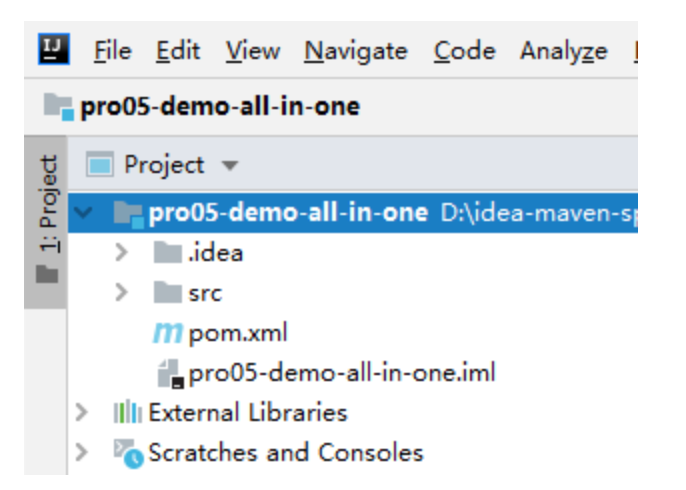 IJ File Edit View Navigate Code Analyze
pro05-demo-all-in-one
1: Project
Project
pro05-demo-all-in-one D:\idea-maven-s
.idea
src
m pom.xml
pro05-demo-all-in-one.iml
External Libraries
Scratches and Consoles